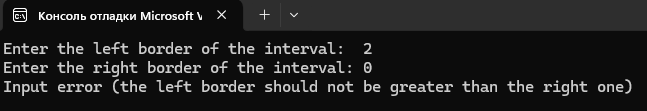 Консоль отладки Microsoft V
Enter the left border of the interval:  2
Enter the right border of the interval: 0
Input error (the left border should not be greater than the right one)